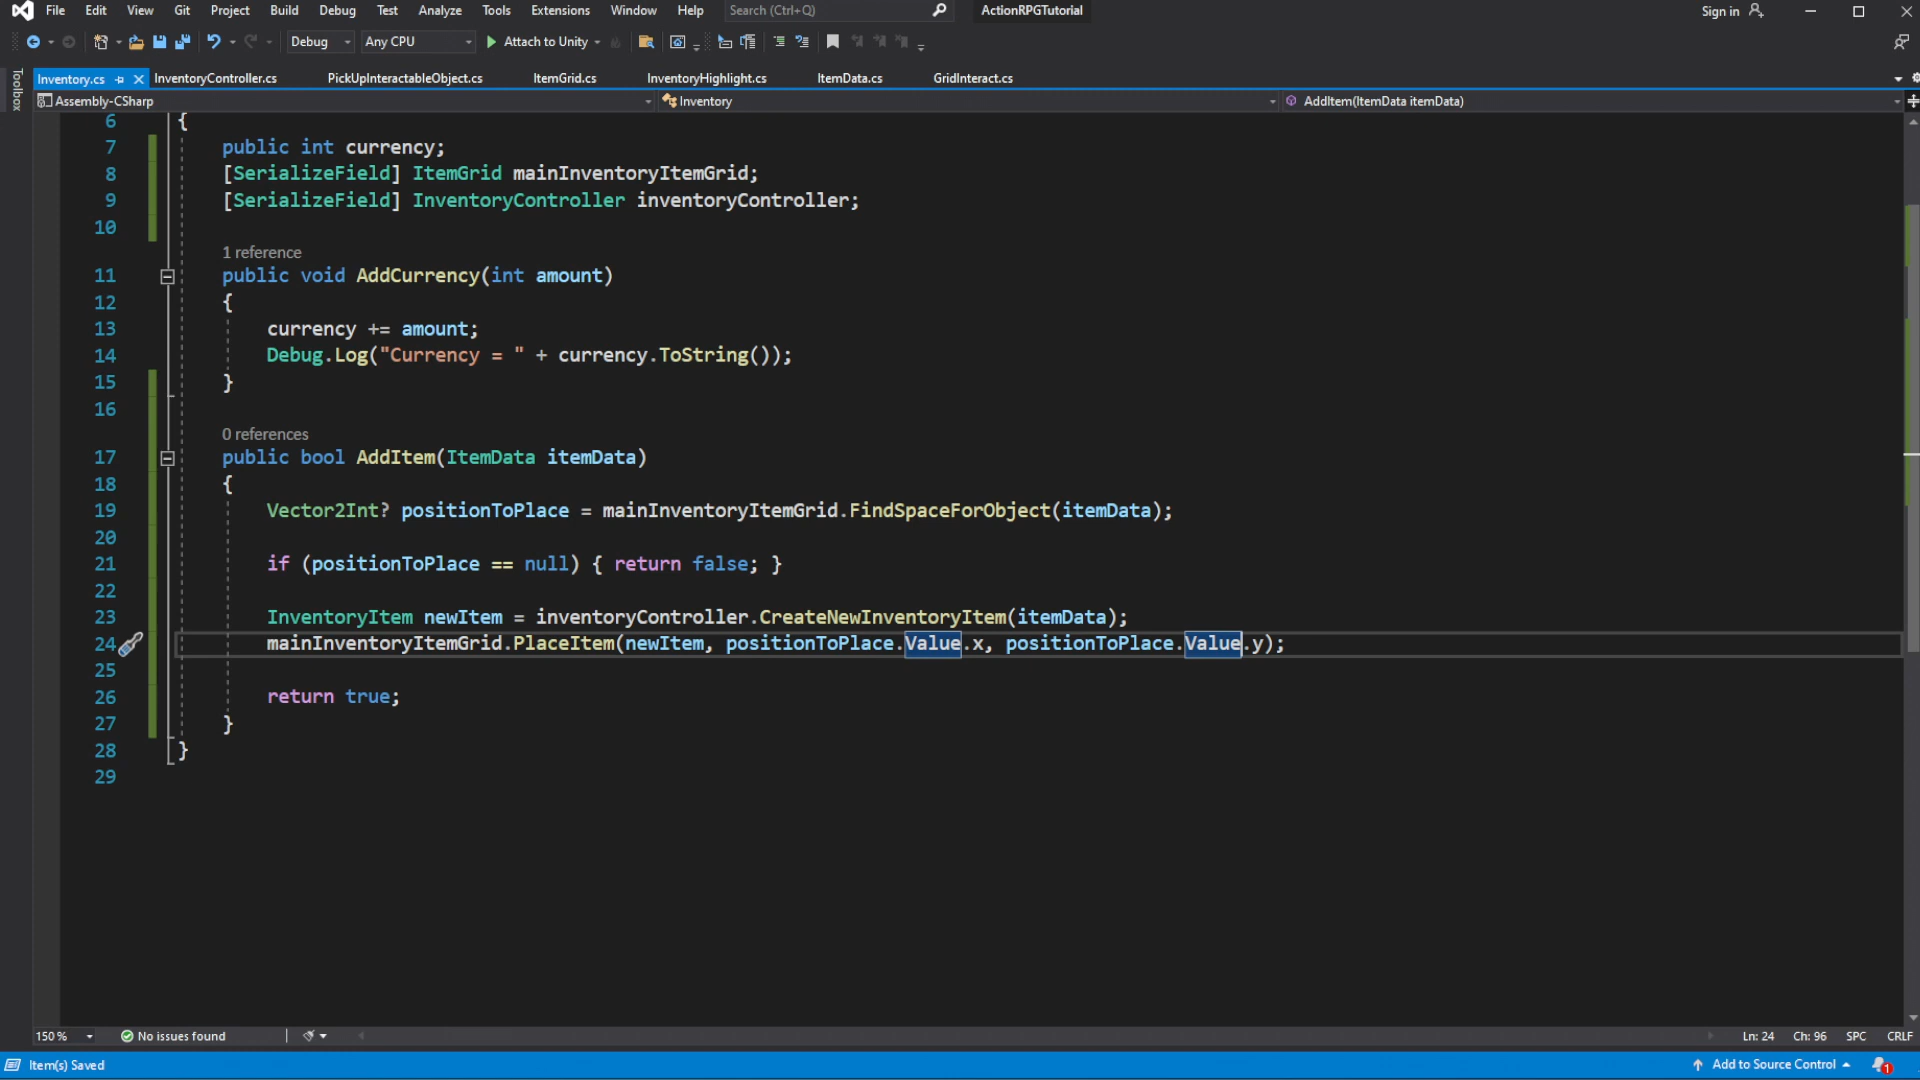 File Edit View Git Project Build Debug Test Analyze Tools Extensions Window Help Search (Ctrl+Q) ActionRPGTutorial Sign in
Debug Any CPU Attach to Unity
Toolbox
Inventory.cs InventoryController.cs PickUpInteractableObject.cs ItemGrid.cs InventoryHighlight.cs ItemData.cs GridInteract.cs
Assembly-CSharp Inventory AddItem(ItemData itemData)
6 {
7 public int currency;
8 [SerializeField] ItemGrid mainInventoryItemGrid;
9 [SerializeField] InventoryController inventoryController;
10
1 reference
11 public void AddCurrency(int amount)
12 {
13 currency += amount;
14 Debug.Log("Currency = " + currency.ToString());
15 }
16
0 references
17 public bool AddItem(ItemData itemData)
18 {
19 Vector2Int? positionToPlace = mainInventoryItemGrid.FindSpaceForObject(itemData);
20
21 if (positionToPlace == null) { return false; }
22
23 InventoryItem newItem = inventoryController.CreateNewInventoryItem(itemData);
24 mainInventoryItemGrid.PlaceItem(newItem, positionToPlace.Value.x, positionToPlace.Value.y);
25
26 return true;
27 }
28 }
29
150 % No issues found Ln: 24 Ch: 96 SPC CRLF
Item(s) Saved Add to Source Control 1